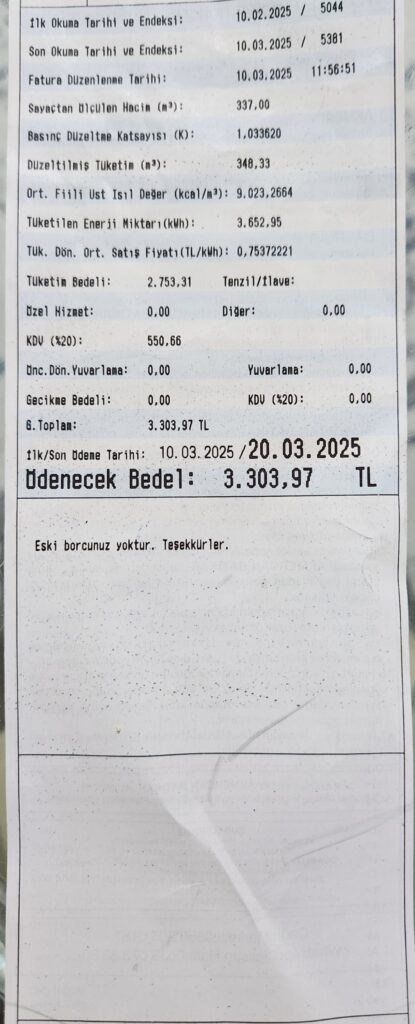 İlk Okuma Tarihi ve Endeksi: 10.02.2025 / 5044
Son Okuma Tarihi ve Endeksi: 10.03.2025 / 5381
Fatura Düzenlenme Tarihi: 10.03.2025 11:56:51
Sayaçtan Ölçülen Hacim (m³): 337,00
Basınç Düzeltme Katsayısı (K): 1,033620
Düzeltilmiş Tüketim (m³): 348,33
Ort. Fiili Üst Isıl Değer (kcal/m³): 9.023,2664
Tüketilen Enerji Miktarı(kWh): 3.652,95
Tük. Dön. Ort. Satış Fiyatı(TL/kWh): 0,75372221
Tüketim Bedeli: 2.753,31 Tenzil/İlave:
Özel Hizmet: 0,00 Diğer: 0,00
KDV (%20): 550,66
Önc.Dön.Yuvarlama: 0,00 Yuvarlama: 0,00
Gecikme Bedeli: 0,00 KDV (%20): 0,00
G.Toplam: 3.303,97 TL
İlk/Son Ödeme Tarihi: 10.03.2025 / 20.03.2025
Ödenecek Bedel: 3.303,97 TL
Eski borcunuz yoktur. Teşekkürler.